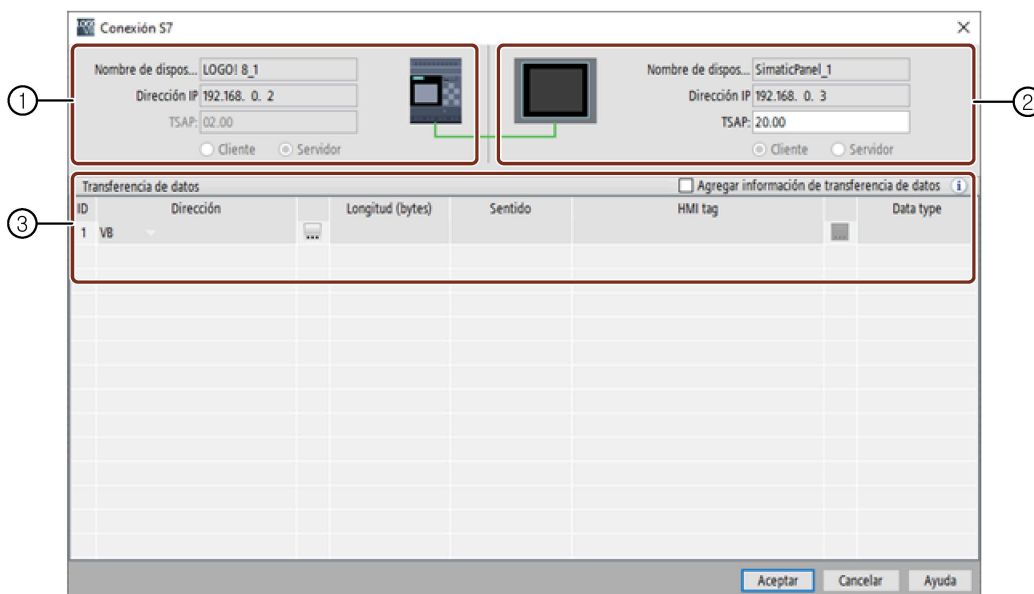 Conexión S7
Nombre de dispos... LOGO! 8_1
Dirección IP 192.168. 0. 2
TSAP: 02.00
Cliente Servidor
Nombre de dispos... SimaticPanel_1
Dirección IP 192.168. 0. 3
TSAP: 20.00
Cliente Servidor
1
2
Transferencia de datos Agregar información de transferencia de datos i
ID Dirección Longitud (bytes) Sentido HMI tag Data type
3
1 VB ... ...
Aceptar Cancelar Ayuda